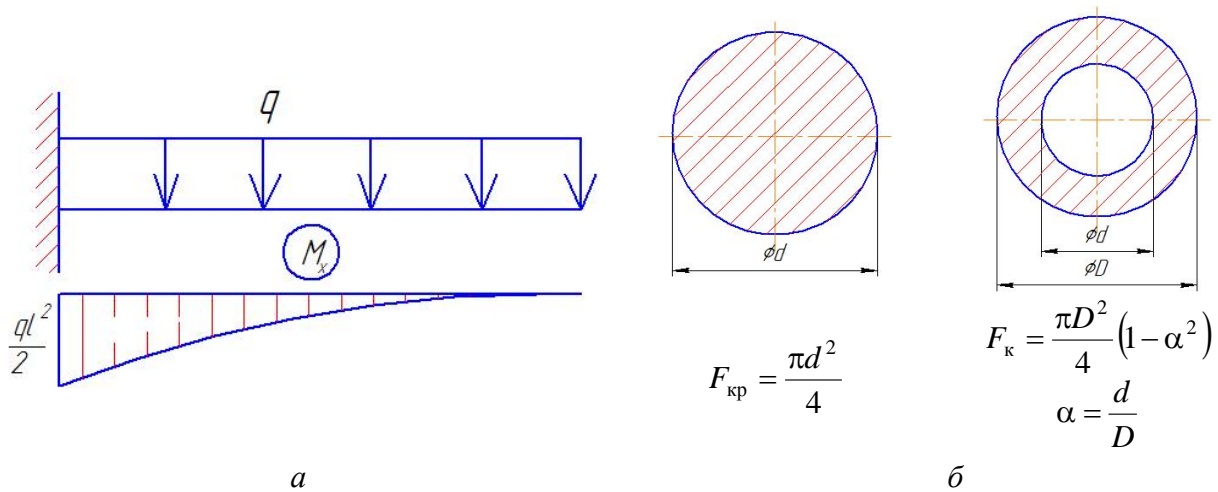 q
M_x
ql²/2
ϕd
ϕd
ϕD
F_кр = πd²/4
F_к = πD²/4 (1 − α²)
α = d/D
а
б